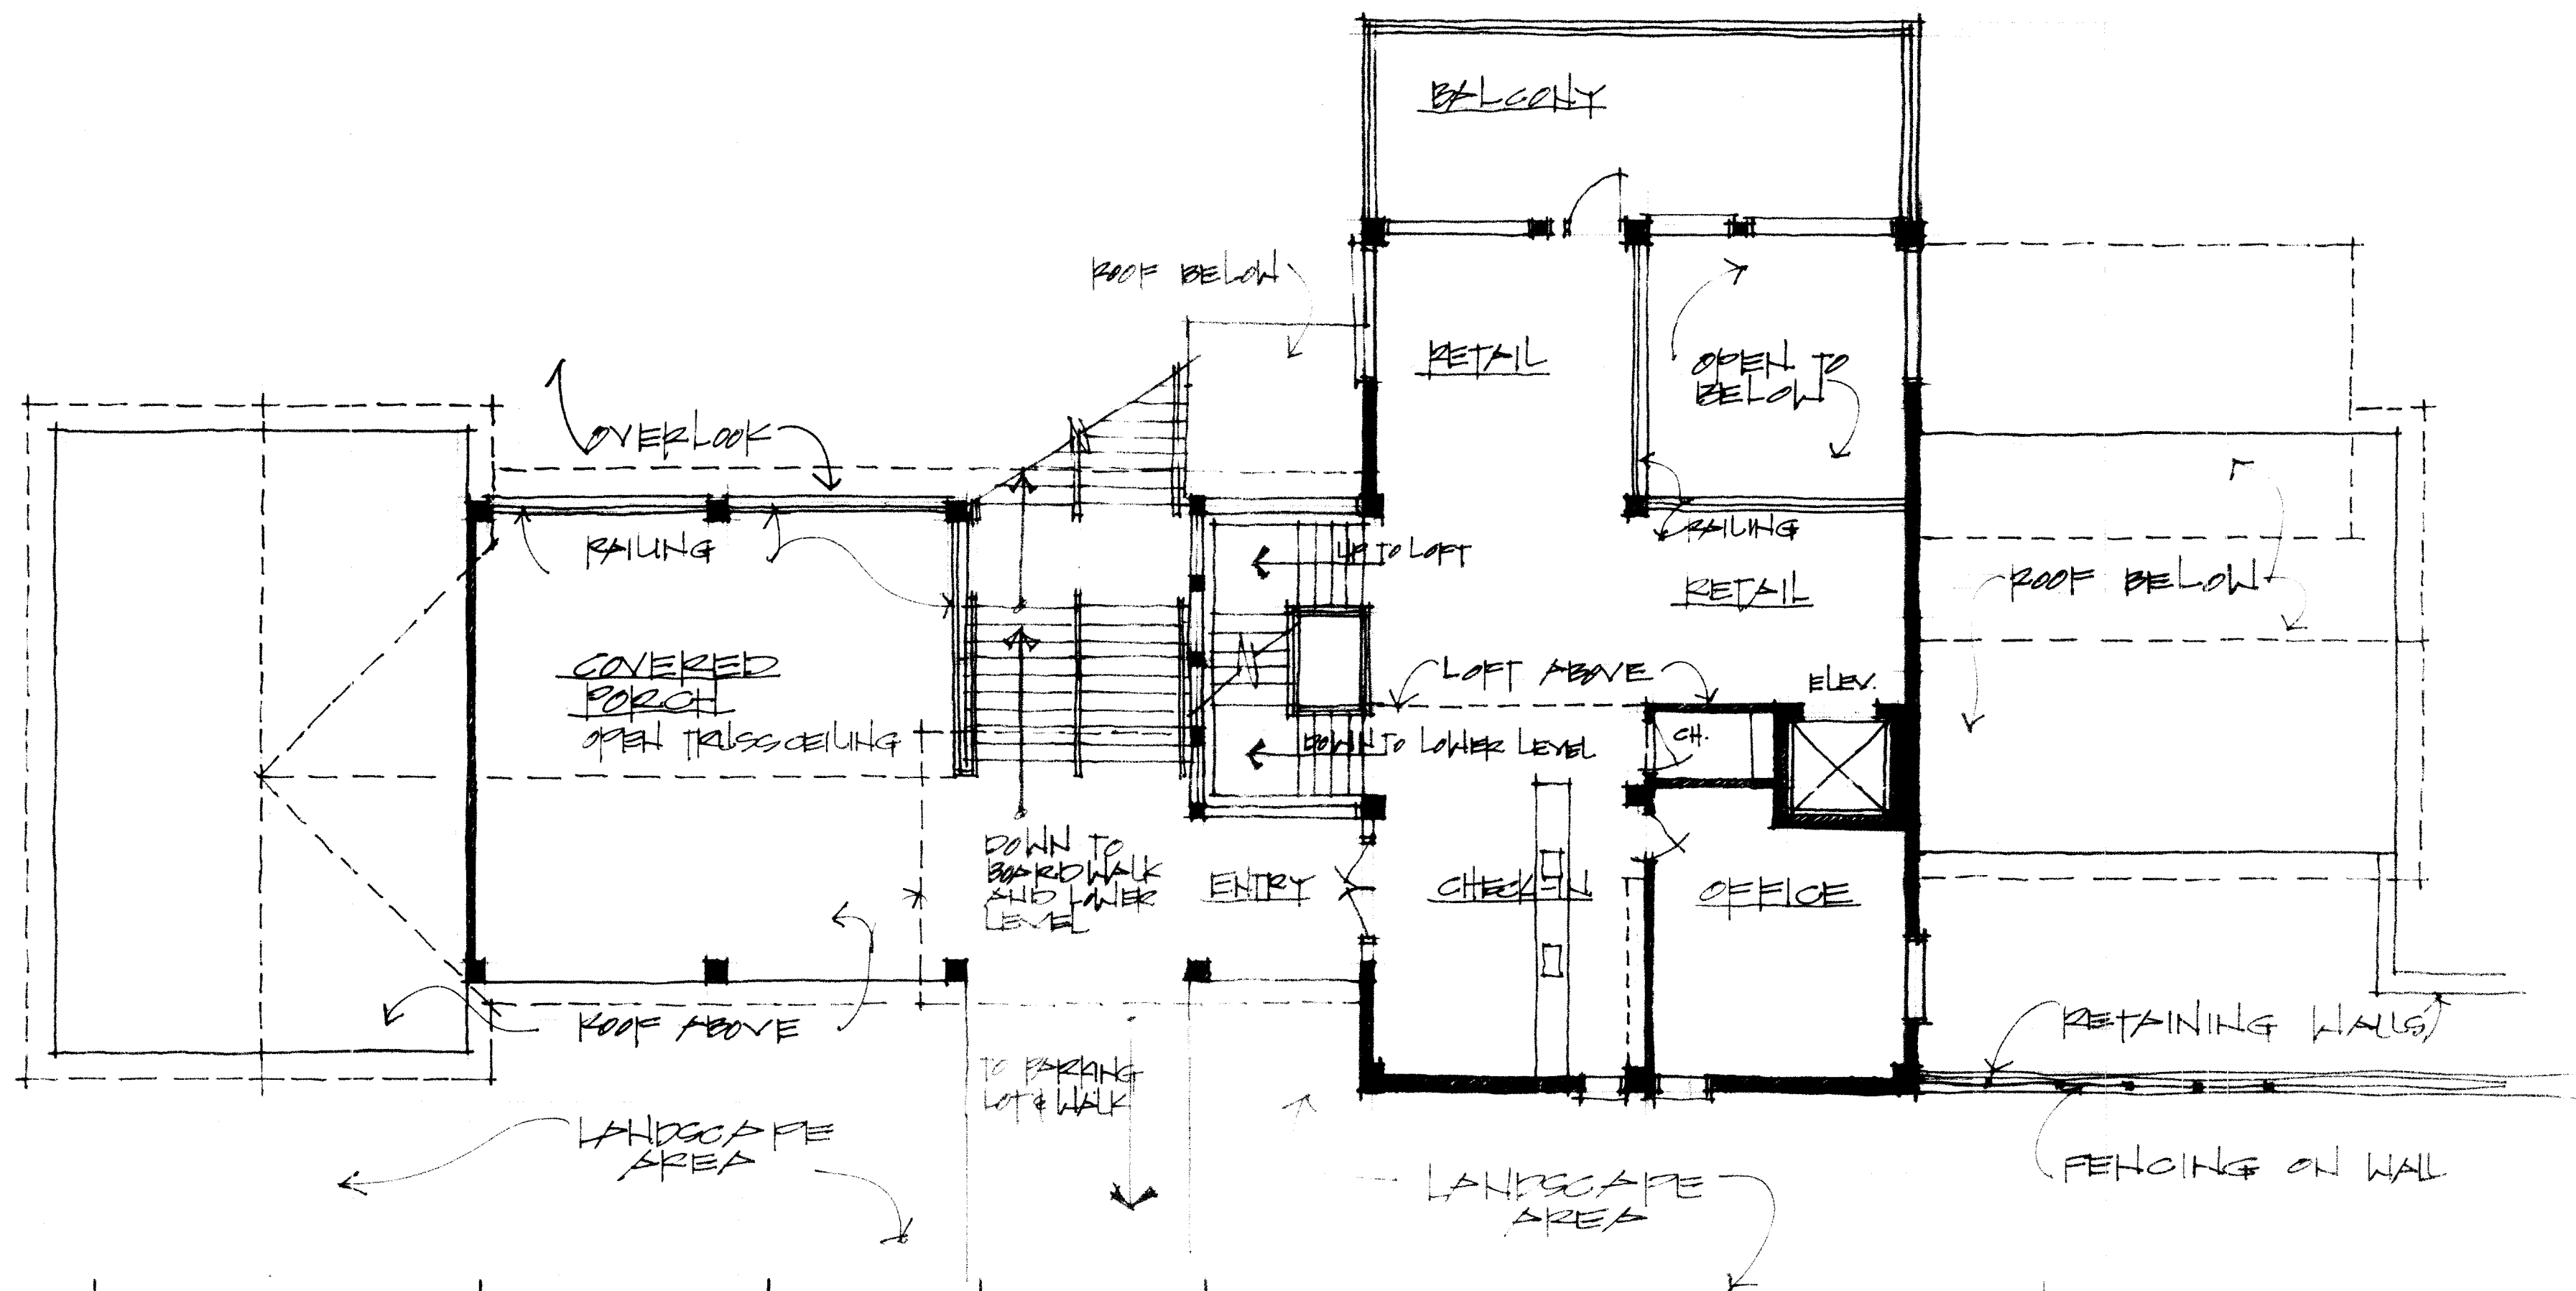 BALCONY
ROOF BELOW
RETAIL
OPEN TO
BELOW
OVERLOOK
RAILING
UP TO LOFT
RAILING
RETAIL
ROOF BELOW
COVERED
PORCH
OPEN TRUSS CEILING
LOFT ABOVE
ELEV.
CH.
DOWN TO LOWER LEVEL
DOWN TO
BOARDWALK
AND LOWER
LEVEL
ENTRY
CHECK-IN
OFFICE
ROOF ABOVE
RETAINING WALLS
TO PARKING
LOT & WALK
LANDSCAPE
AREA
FENCING ON WALL
LANDSCAPE
AREA